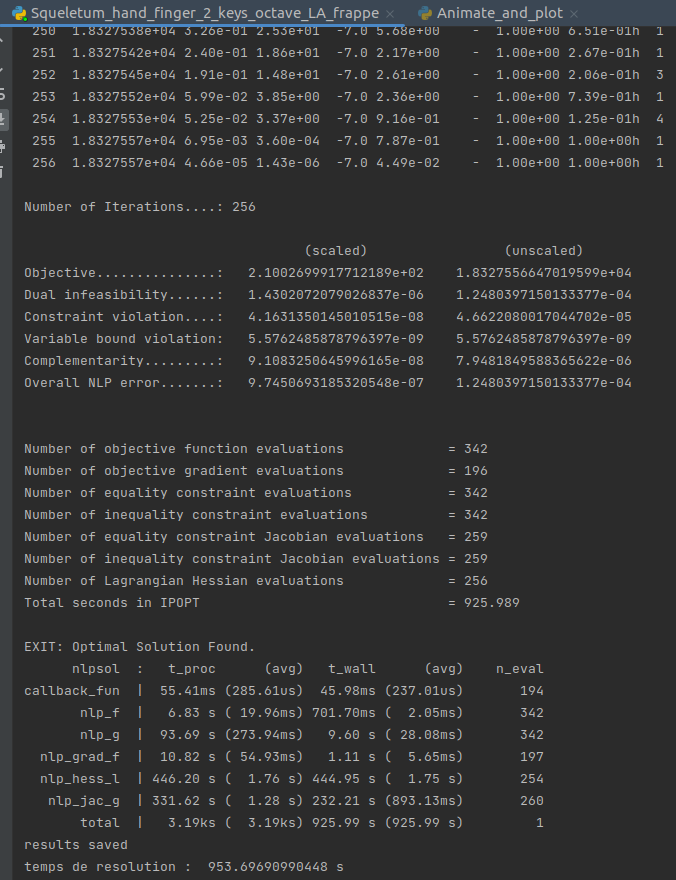 Squeletum_hand_finger_2_keys_octave_LA_frappe × Animate_and_plot ×
250 1.8327538e+04 3.26e-01 2.53e+01 -7.0 5.68e+00 - 1.00e+00 6.51e-01h 1
251 1.8327542e+04 2.40e-01 1.86e+01 -7.0 2.17e+00 - 1.00e+00 2.67e-01h 1
252 1.8327545e+04 1.91e-01 1.48e+01 -7.0 2.61e+00 - 1.00e+00 2.06e-01h 3
253 1.8327552e+04 5.99e-02 3.85e+00 -7.0 2.36e+00 - 1.00e+00 7.39e-01h 1
254 1.8327553e+04 5.25e-02 3.37e+00 -7.0 9.16e-01 - 1.00e+00 1.25e-01h 4
255 1.8327557e+04 6.95e-03 3.60e-04 -7.0 7.87e-01 - 1.00e+00 1.00e+00h 1
256 1.8327557e+04 4.66e-05 1.43e-06 -7.0 4.49e-02 - 1.00e+00 1.00e+00h 1
Number of Iterations....: 256
(scaled) (unscaled)
Objective...............: 2.1002699917712189e+02 1.8327556647019599e+04
Dual infeasibility......: 1.4302072079026837e-06 1.2480397150133377e-04
Constraint violation....: 4.1631350145010515e-08 4.6622080017044702e-05
Variable bound violation: 5.5762485878796397e-09 5.5762485878796397e-09
Complementarity.........: 9.1083250645996165e-08 7.9481849588365622e-06
Overall NLP error.......: 9.7450693185320548e-07 1.2480397150133377e-04
Number of objective function evaluations = 342
Number of objective gradient evaluations = 196
Number of equality constraint evaluations = 342
Number of inequality constraint evaluations = 342
Number of equality constraint Jacobian evaluations = 259
Number of inequality constraint Jacobian evaluations = 259
Number of Lagrangian Hessian evaluations = 256
Total seconds in IPOPT = 925.989
EXIT: Optimal Solution Found.
nlpsol : t_proc (avg) t_wall (avg) n_eval
callback_fun | 55.41ms (285.61us) 45.98ms (237.01us) 194
nlp_f | 6.83 s ( 19.96ms) 701.70ms ( 2.05ms) 342
nlp_g | 93.69 s (273.94ms) 9.60 s ( 28.08ms) 342
nlp_grad_f | 10.82 s ( 54.93ms) 1.11 s ( 5.65ms) 197
nlp_hess_l | 446.20 s ( 1.76 s) 444.95 s ( 1.75 s) 254
nlp_jac_g | 331.62 s ( 1.28 s) 232.21 s (893.13ms) 260
total | 3.19ks ( 3.19ks) 925.99 s (925.99 s) 1
results saved
temps de resolution : 953.69690990448 s